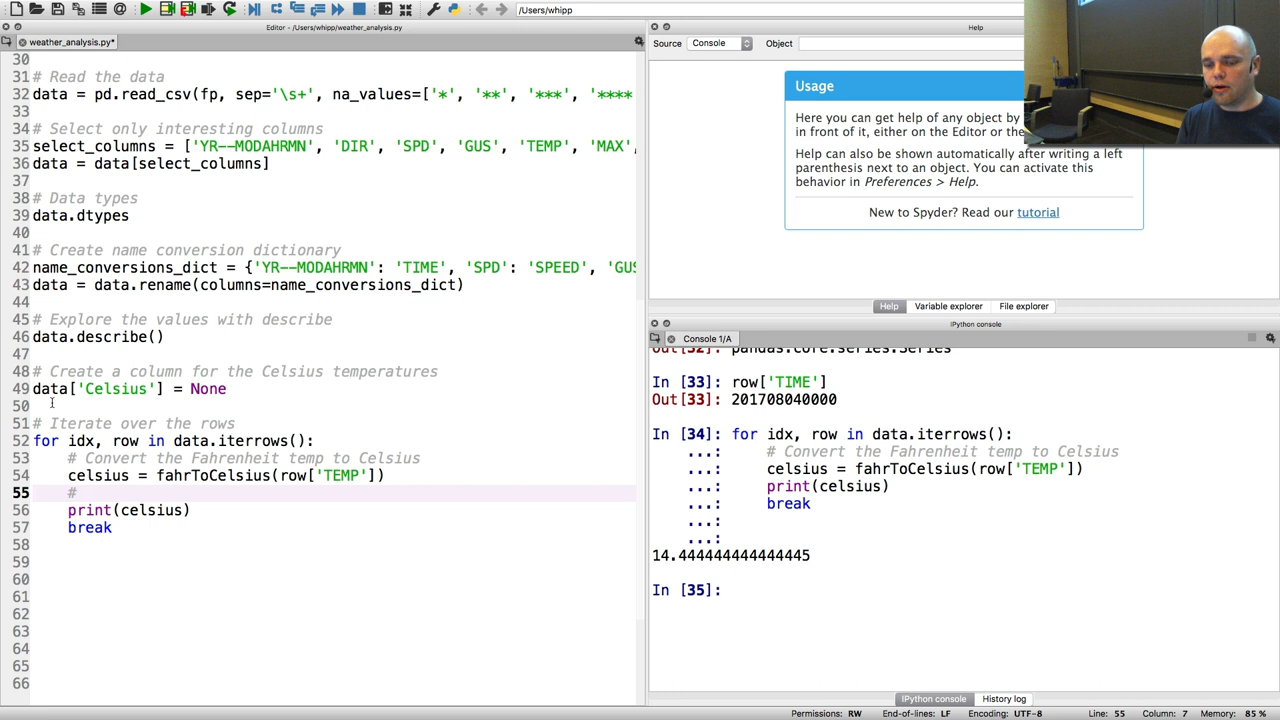 /Users/whipp
Editor - /Users/whipp/weather_analysis.py
weather_analysis.py*
30
31 # Read the data
32 data = pd.read_csv(fp, sep='\s+', na_values=['*', '**', '***', '****
33
34 # Select only interesting columns
35 select_columns = ['YR--MODAHRMN', 'DIR', 'SPD', 'GUS', 'TEMP', 'MAX',
36 data = data[select_columns]
37
38 # Data types
39 data.dtypes
40
41 # Create name conversion dictionary
42 name_conversions_dict = {'YR--MODAHRMN': 'TIME', 'SPD': 'SPEED', 'GUS
43 data = data.rename(columns=name_conversions_dict)
44
45 # Explore the values with describe
46 data.describe()
47
48 # Create a column for the Celsius temperatures
49 data['Celsius'] = None
50
51 # Iterate over the rows
52 for idx, row in data.iterrows():
53 # Convert the Fahrenheit temp to Celsius
54 celsius = fahrToCelsius(row['TEMP'])
55 #
56 print(celsius)
57 break
58
59
60
61
62
63
64
65
66
Help
Source Console Object
Usage
Here you can get help of any object by
in front of it, either on the Editor or the
Help can also be shown automatically after writing a left
parenthesis next to an object. You can activate this
behavior in Preferences > Help.
New to Spyder? Read our tutorial
Help Variable explorer File explorer
IPython console
Console 1/A
Out[32]: pandas.core.series.Series
In [33]: row['TIME']
Out[33]: 201708040000
In [34]: for idx, row in data.iterrows():
...: # Convert the Fahrenheit temp to Celsius
...: celsius = fahrToCelsius(row['TEMP'])
...: print(celsius)
...: break
...:
...:
14.444444444444445
In [35]:
IPython console History log
Permissions: RW End-of-lines: LF Encoding: UTF-8 Line: 55 Column: 7 Memory: 85 %